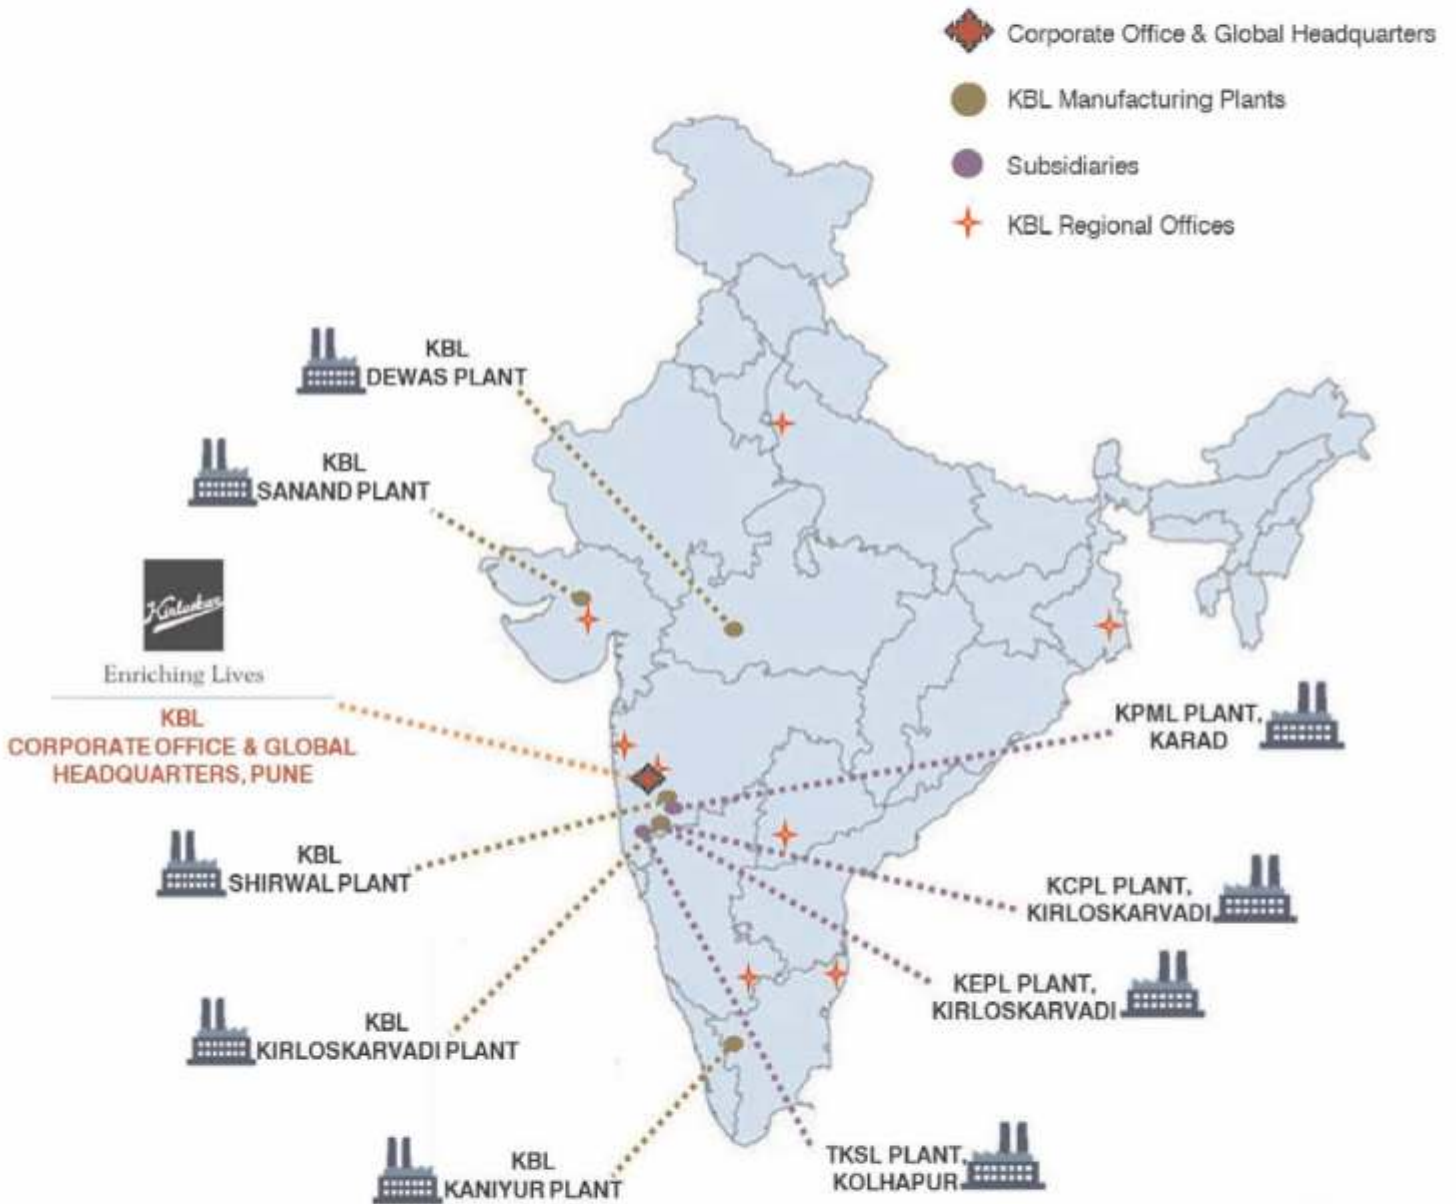 Corporate Office & Global Headquarters
KBL Manufacturing Plants
Subsidiaries
KBL Regional Offices
KBL
DEWAS PLANT
KBL
SANAND PLANT
Kirloskar
Enriching Lives
KBL
CORPORATE OFFICE & GLOBAL
HEADQUARTERS, PUNE
KPML PLANT,
KARAD
KBL
SHIRWAL PLANT
KCPL PLANT,
KIRLOSKARVADI
KEPL PLANT,
KIRLOSKARVADI
KBL
KIRLOSKARVADI PLANT
KBL
KANIYUR PLANT
TKSL PLANT,
KOLHAPUR